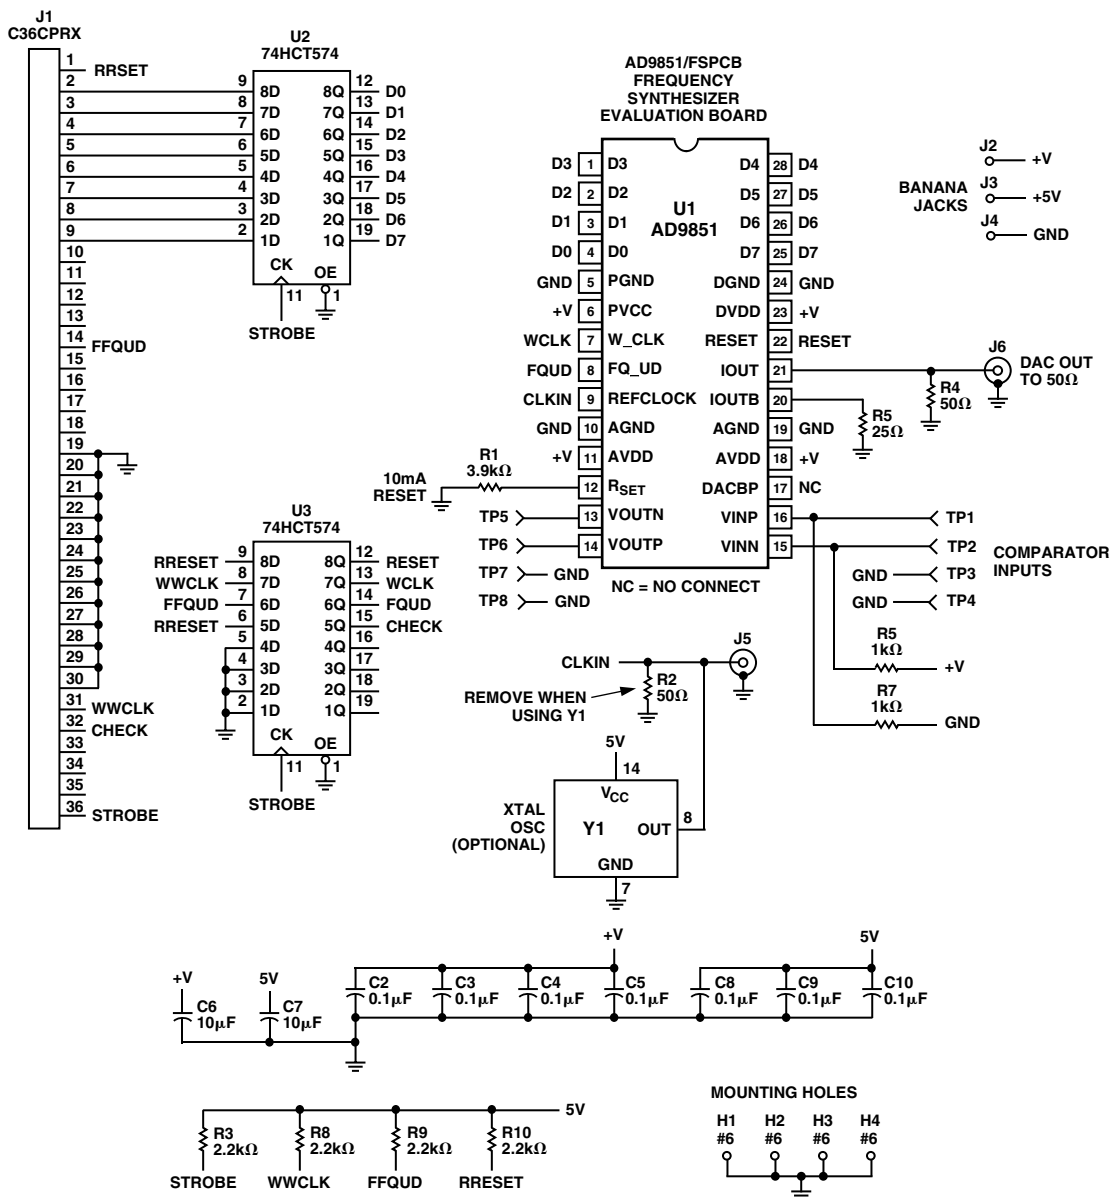 J1
C36CPRX
1
RRSET
2
3
4
5
6
7
8
9
10
11
12
13
14
FFQUD
15
16
17
18
19
20
21
22
23
24
25
26
27
28
29
30
31
WWCLK
32
CHECK
33
34
35
36
STROBE
U2
74HCT574
9 8D 8Q 12 D0
8 7D 7Q 13 D1
7 6D 6Q 14 D2
6 5D 5Q 15 D3
5 4D 4Q 16 D4
4 3D 3Q 17 D5
3 2D 2Q 18 D6
2 1D 1Q 19 D7
CK OE
11 1
STROBE
U3
74HCT574
RRESET 9 8D 8Q 12 RESET
WWCLK 8 7D 7Q 13 WCLK
FFQUD 7 6D 6Q 14 FQUD
RRESET 6 5D 5Q 15 CHECK
5 4D 4Q 16
4 3D 3Q 17
3 2D 2Q 18
2 1D 1Q 19
CK OE
11 1
STROBE
AD9851/FSPCB
FREQUENCY
SYNTHESIZER
EVALUATION BOARD
U1
AD9851
D3 1 D3 D4 28 D4
D2 2 D2 D5 27 D5
D1 3 D1 D6 26 D6
D0 4 D0 D7 25 D7
GND 5 PGND DGND 24 GND
+V 6 PVCC DVDD 23 +V
WCLK 7 W_CLK RESET 22 RESET
FQUD 8 FQ_UD IOUT 21
CLKIN 9 REFCLOCK IOUTB 20
GND 10 AGND AGND 19 GND
+V 11 AVDD AVDD 18 +V
12 RSET DACBP 17 NC
TP5 13 VOUTN VINP 16 TP1
TP6 14 VOUTP VINN 15 TP2
TP7 GND
TP8 GND
NC = NO CONNECT
10mA
RESET
R1
3.9kΩ
J2
+V
BANANA
JACKS
J3
+5V
J4
GND
J6
DAC OUT
TO 50Ω
R4
50Ω
R5
25Ω
GND TP3
GND TP4
COMPARATOR
INPUTS
R5
1kΩ
+V
R7
1kΩ
GND
CLKIN
J5
R2
50Ω
REMOVE WHEN
USING Y1
5V
14
VCC
XTAL
OSC
(OPTIONAL)
Y1
OUT
8
GND
7
+V
C6
10µF
5V
C7
10µF
+V
C2
0.1µF
C3
0.1µF
C4
0.1µF
C5
0.1µF
5V
C8
0.1µF
C9
0.1µF
C10
0.1µF
5V
R3
2.2kΩ
STROBE
R8
2.2kΩ
WWCLK
R9
2.2kΩ
FFQUD
R10
2.2kΩ
RRESET
MOUNTING HOLES
H1 H2 H3 H4
#6 #6 #6 #6